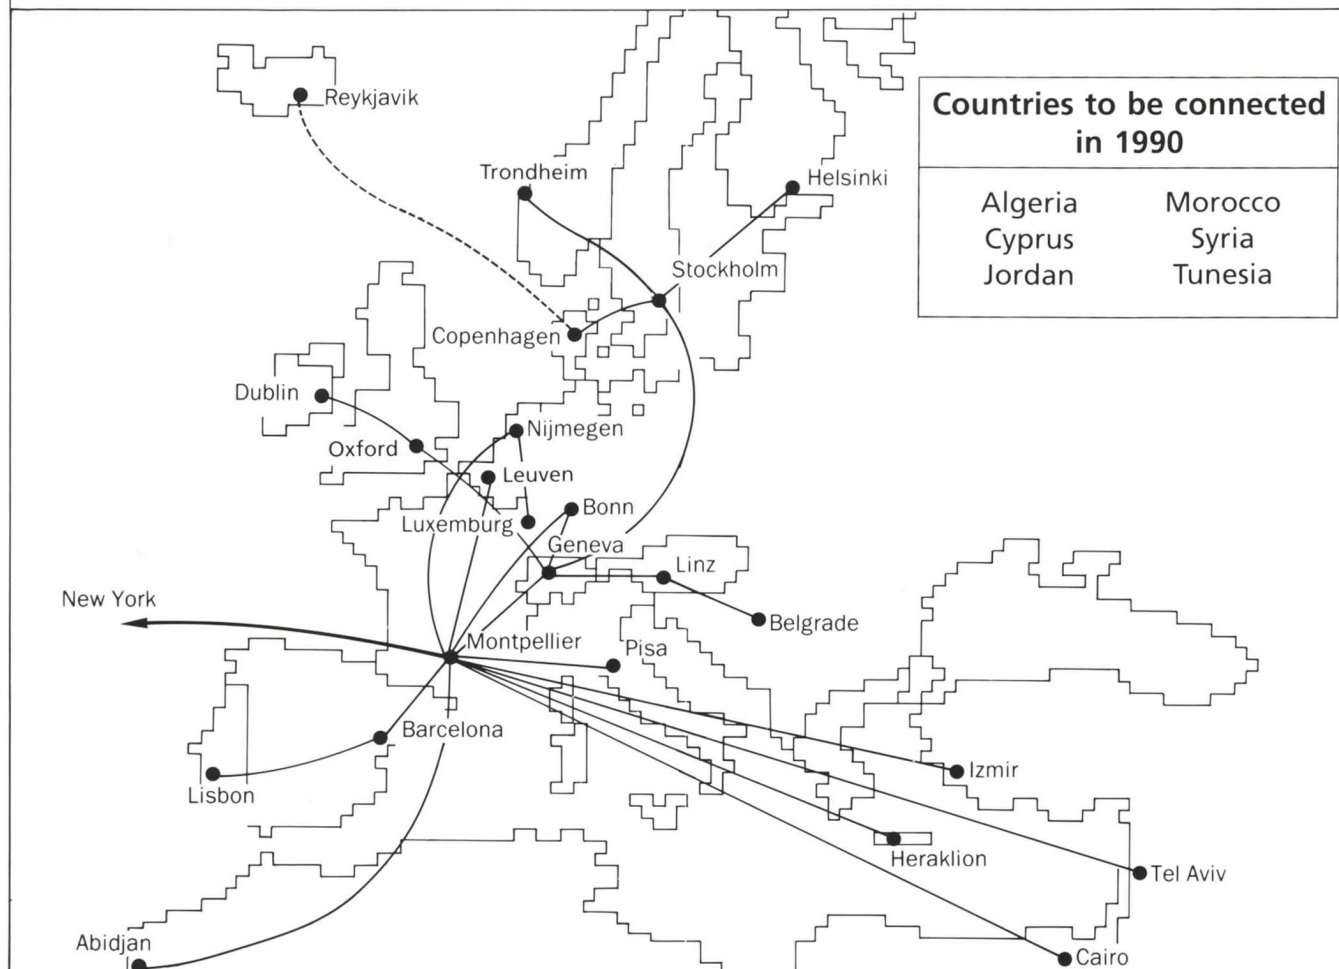 Countries to be connected
in 1990
Algeria Morocco
Cyprus Syria
Jordan Tunesia
Reykjavik
Trondheim
Helsinki
Stockholm
Copenhagen
Dublin
Nijmegen
Oxford
Leuven
Bonn
Luxemburg
Geneva
Linz
New York
Belgrade
Montpellier
Pisa
Barcelona
Izmir
Lisbon
Heraklion
Tel Aviv
Abidjan
Cairo